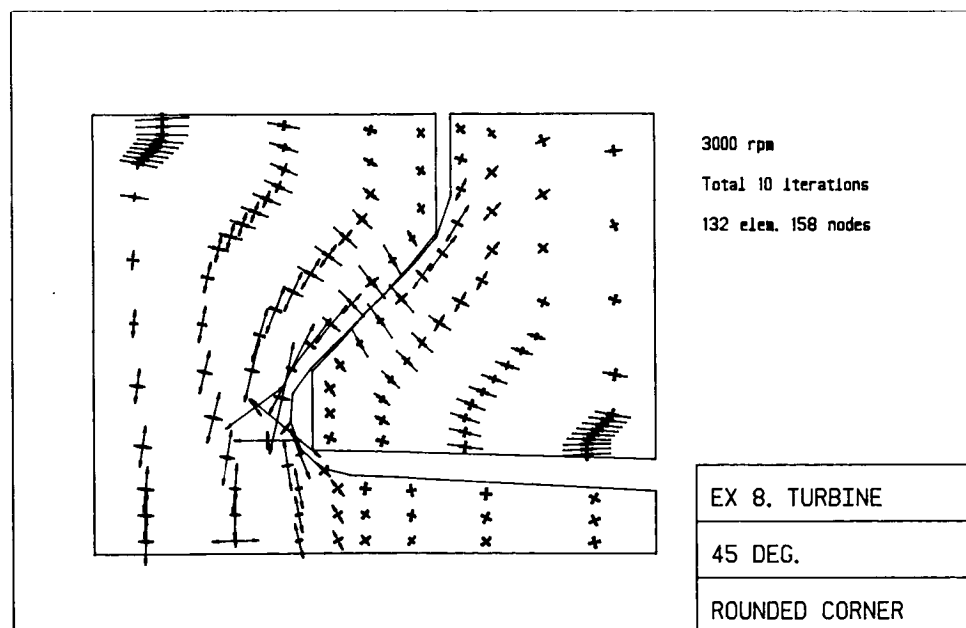 3000 rpm
Total 10 iterations
132 elem. 158 nodes
EX 8. TURBINE
45 DEG.
ROUNDED CORNER